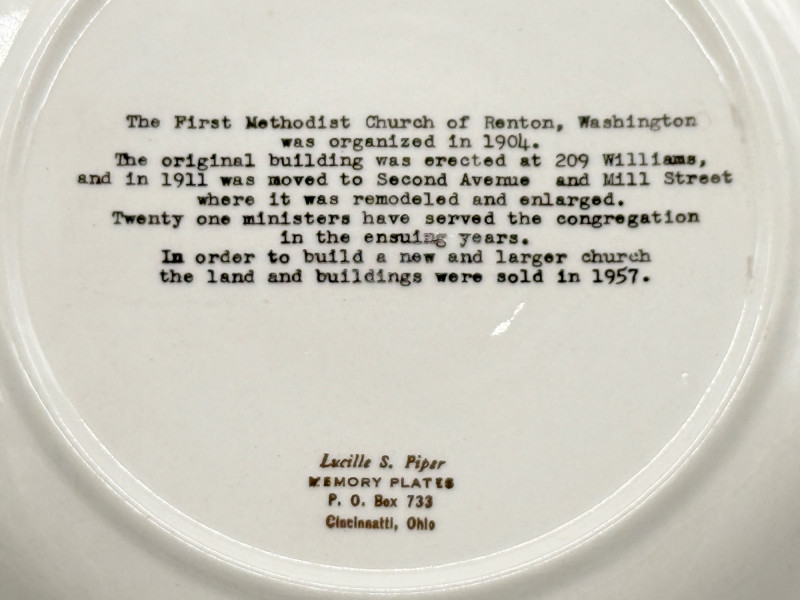 The First Methodist Church of Renton, Washington
was organized in 1904.
The original building was erected at 209 Williams,
and in 1911 was moved to Second Avenue and Mill Street
where it was remodeled and enlarged.
Twenty one ministers have served the congregation
in the ensuing years.
In order to build a new and larger church
the land and buildings were sold in 1957.
Lucille S. Piper
MEMORY PLATES
P. O. Box 733
Cincinnatti, Ohio